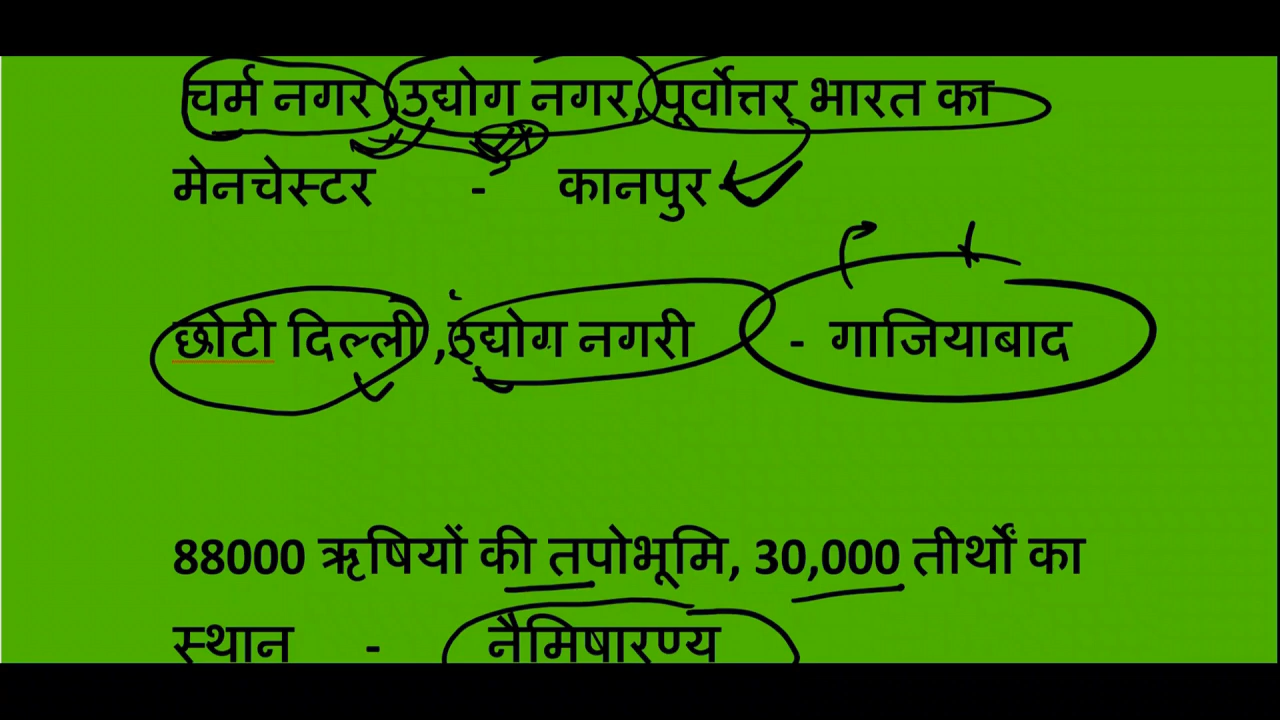 चर्म नगर, उद्योग नगर, पूर्वोत्तर भारत का
मेनचेस्टर - कानपुर
छोटी दिल्ली ,उद्योग नगरी - गाजियाबाद
88000 ऋषियों की तपोभूमि, 30,000 तीर्थों का
स्थान - नैमिषारण्य